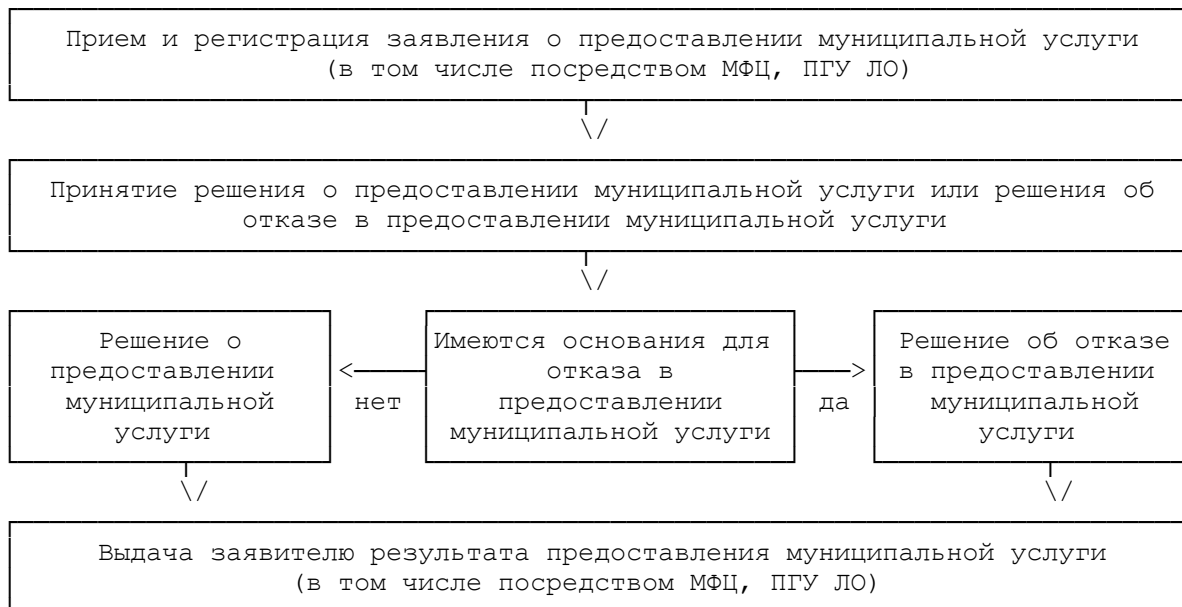 Прием и регистрация заявления о предоставлении муниципальной услуги
(в том числе посредством МФЦ, ПГУ ЛО)
\/
Принятие решения о предоставлении муниципальной услуги или решения об
отказе в предоставлении муниципальной услуги
\/
Решение о
предоставлении
муниципальной
услуги
<
нет
Имеются основания для
отказа в
предоставлении
муниципальной услуги
>
да
Решение об отказе
в предоставлении
муниципальной
услуги
\/
\/
Выдача заявителю результата предоставления муниципальной услуги
(в том числе посредством МФЦ, ПГУ ЛО)